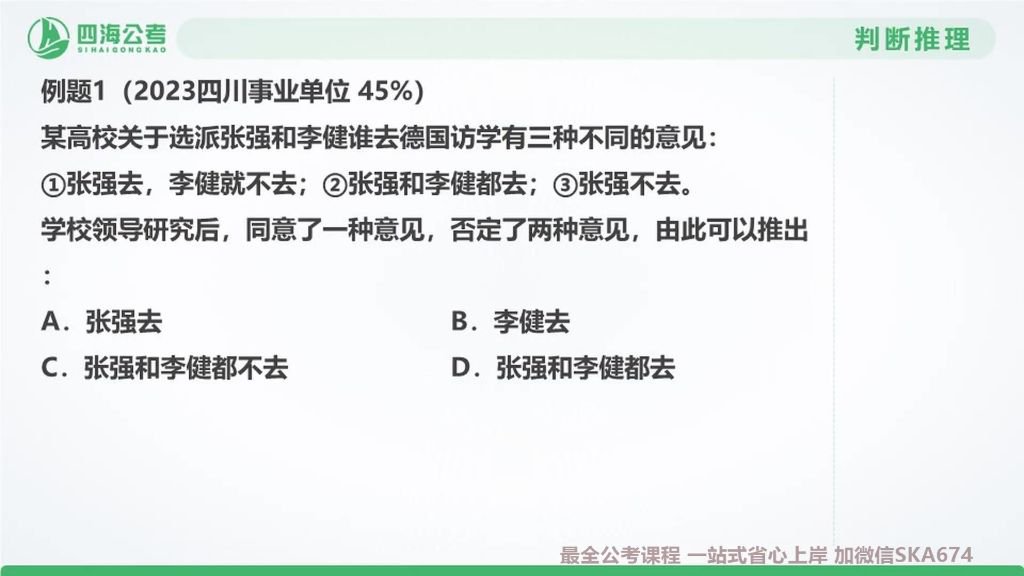 四海公考
SIHAIGONGKAO
判断推理
例题1（2023四川事业单位 45%）
某高校关于选派张强和李健谁去德国访学有三种不同的意见：
①张强去，李健就不去；②张强和李健都去；③张强不去。
学校领导研究后，同意了一种意见，否定了两种意见，由此可以推出
：
A．张强去
B．李健去
C．张强和李健都不去
D．张强和李健都去
最全公考课程 一站式省心上岸 加微信SKA674